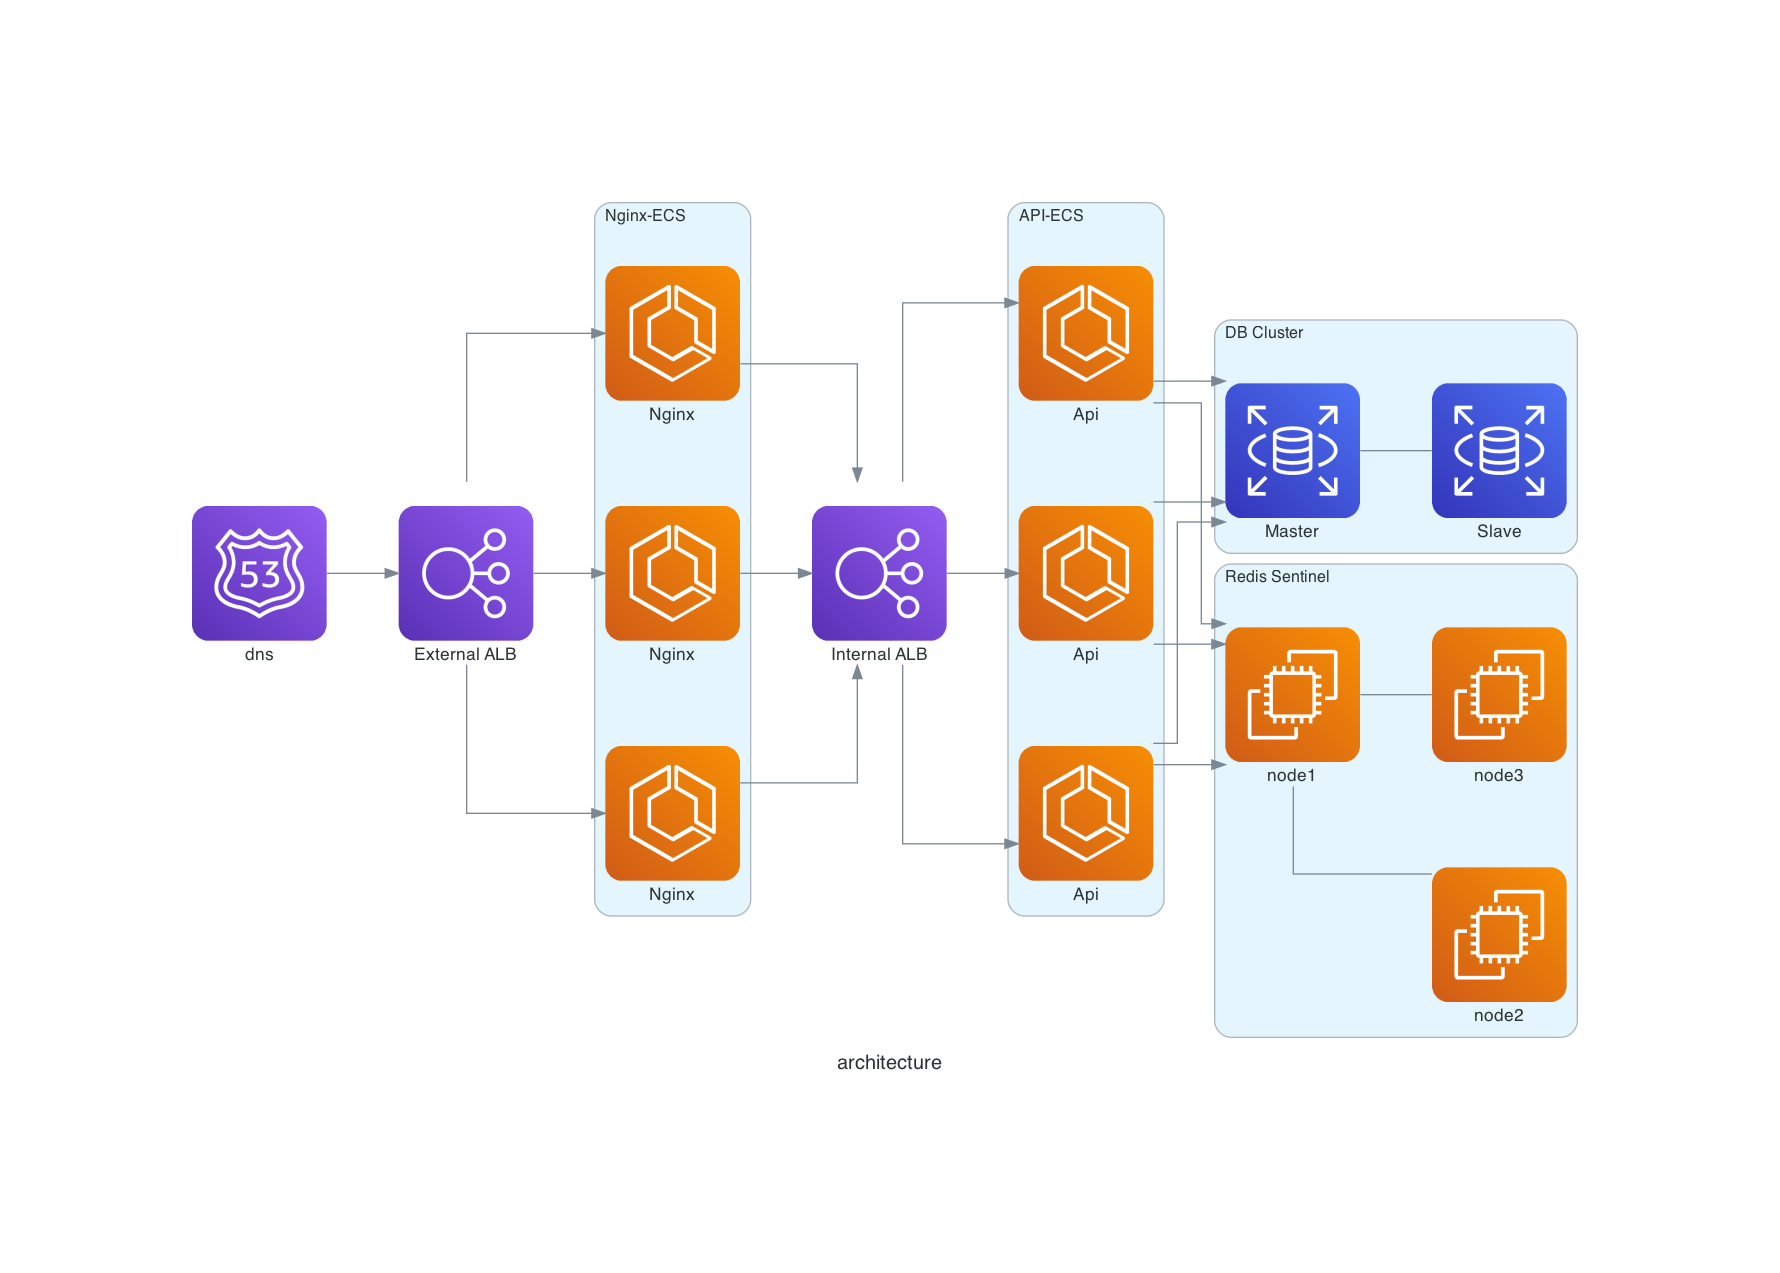 Nginx-ECS
API-ECS
Nginx
Api
DB Cluster
Master
Slave
53
dns
External ALB
Nginx
Internal ALB
Api
Redis Sentinel
node1
node3
Nginx
Api
node2
architecture